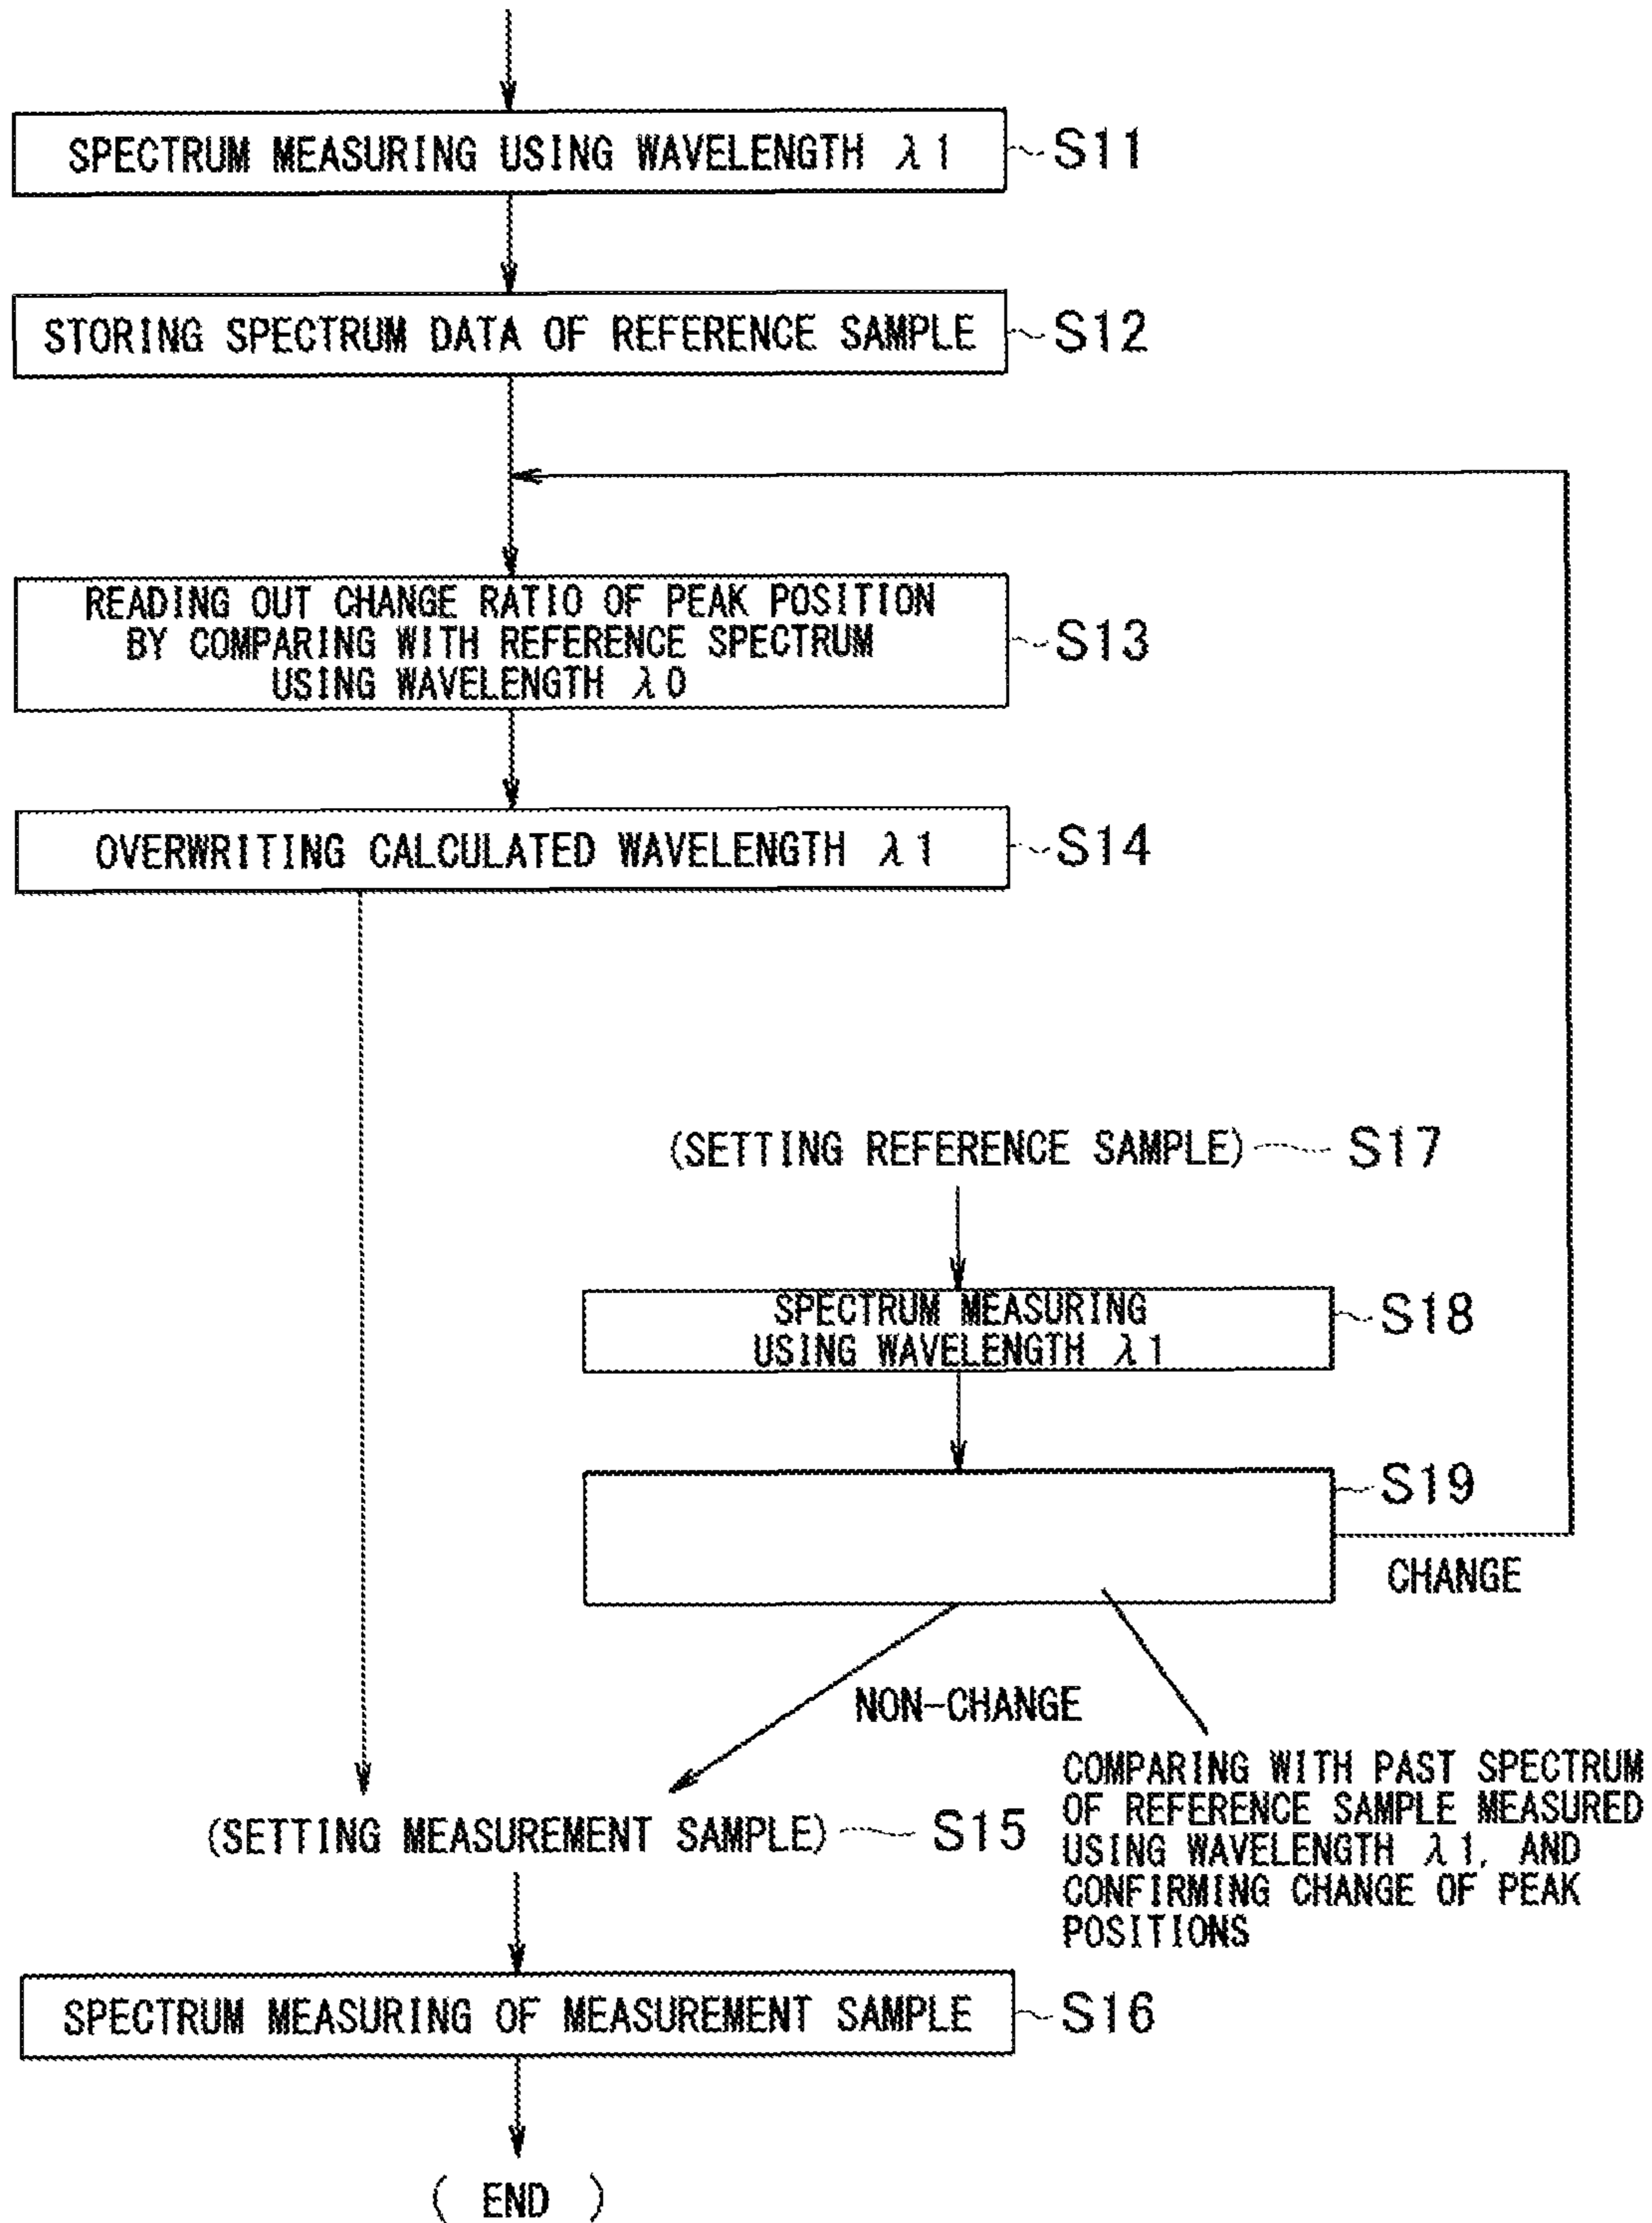 SPECTRUM MEASURING USING WAVELENGTH λ1 S11
STORING SPECTRUM DATA OF REFERENCE SAMPLE S12
READING OUT CHANGE RATIO OF PEAK POSITION
BY COMPARING WITH REFERENCE SPECTRUM
USING WAVELENGTH λ0
S13
OVERWRITING CALCULATED WAVELENGTH λ1 S14
(SETTING REFERENCE SAMPLE) S17
SPECTRUM MEASURING
USING WAVELENGTH λ1
S18
S19
CHANGE
NON-CHANGE
COMPARING WITH PAST SPECTRUM
OF REFERENCE SAMPLE MEASURED
USING WAVELENGTH λ1, AND
CONFIRMING CHANGE OF PEAK
POSITIONS
(SETTING MEASUREMENT SAMPLE) S15
SPECTRUM MEASURING OF MEASUREMENT SAMPLE S16
( END )